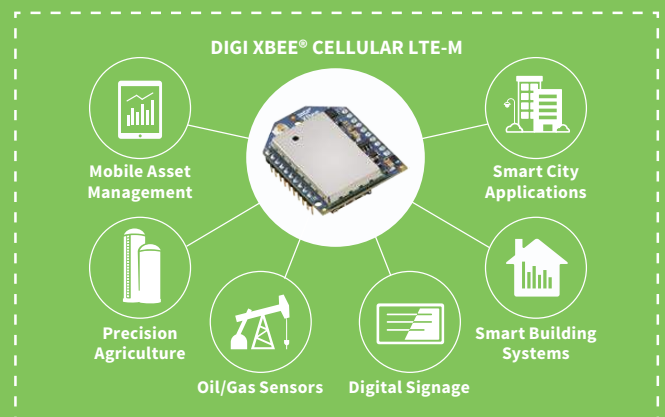 DIGI XBEE® CELLULAR LTE-M
Mobile Asset
Management
Smart City
Applications
Precision
Agriculture
Smart Building
Systems
Oil/Gas Sensors
Digital Signage